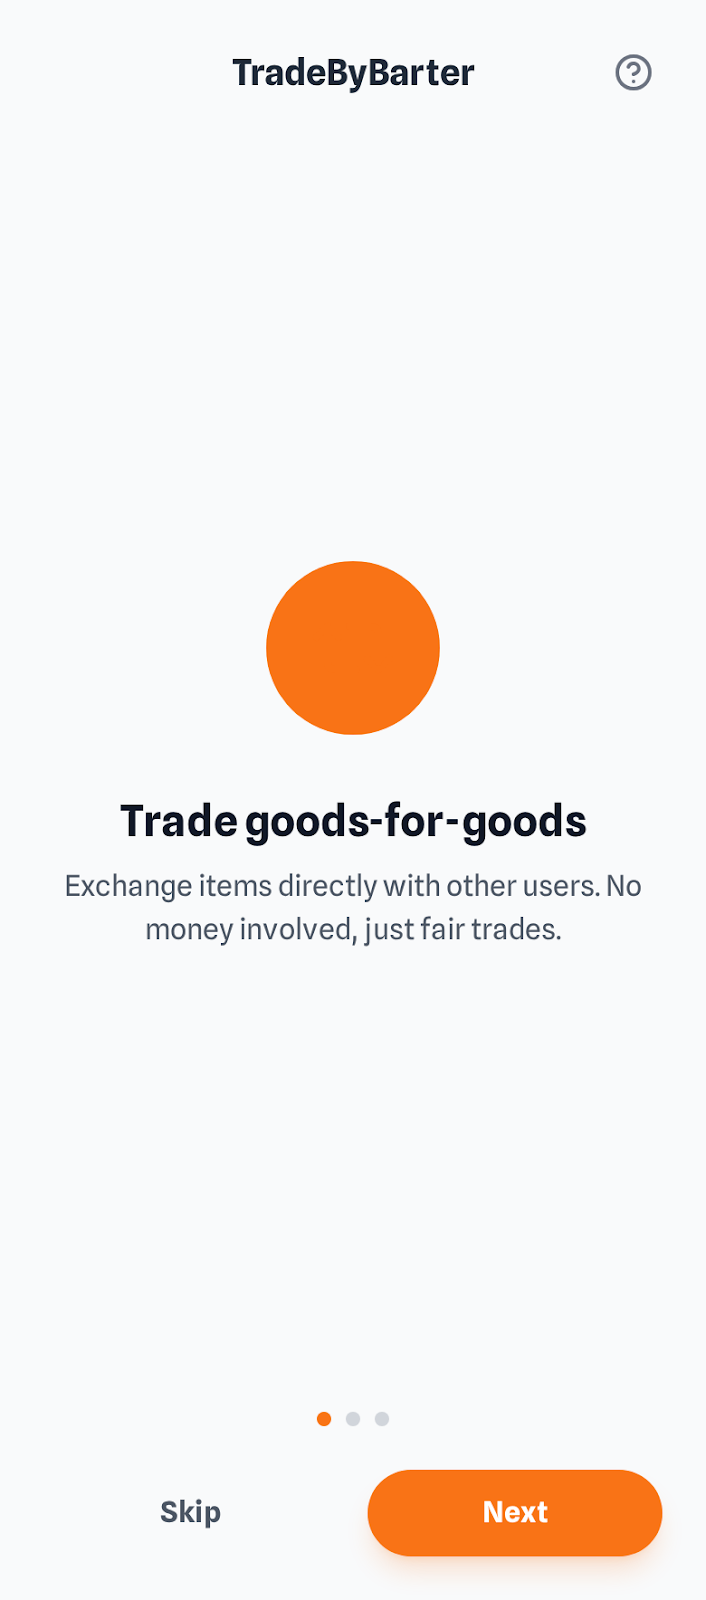 TradeByBarter
Trade goods-for-goods
Exchange items directly with other users. No
money involved, just fair trades.
Skip
Next